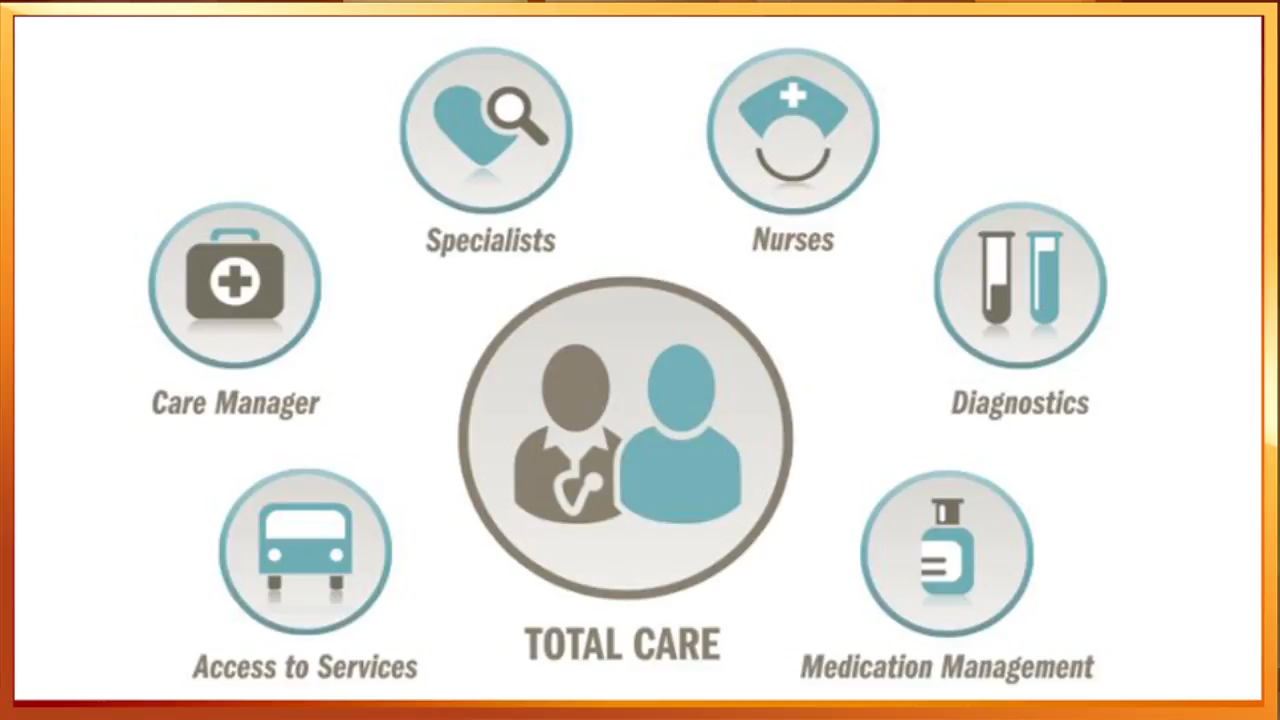 Specialists
Nurses
Care Manager
Diagnostics
Access to Services
TOTAL CARE
Medication Management